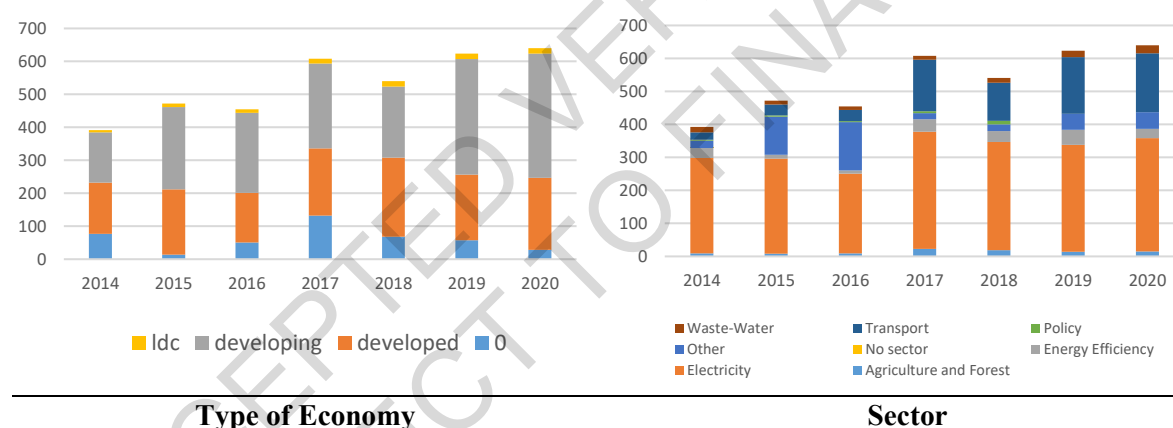 700
600
500
400
300
200
100
0
2014 2015 2016 2017 2018 2019 2020
ldc developing developed 0
Type of Economy
700
600
500
400
300
200
100
0
2014 2015 2016 2017 2018 2019 2020
Waste-Water Transport Policy
Other No sector Energy Efficiency
Electricity Agriculture and Forest
Sector